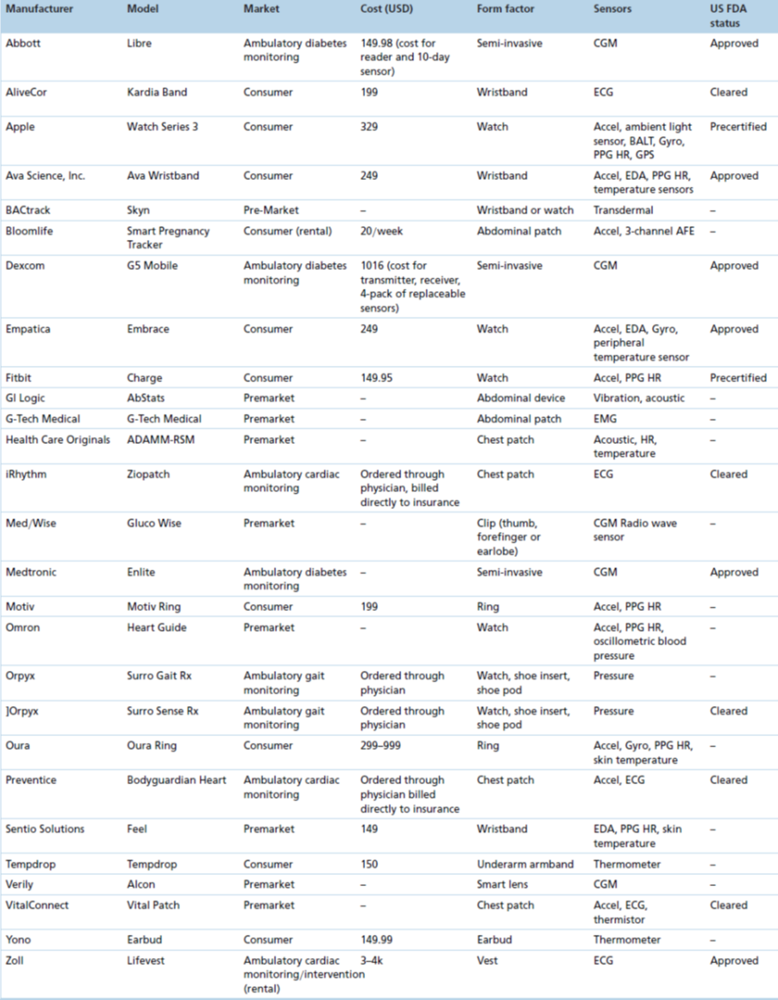 Manufacturer Model Market Cost (USD) Form factor Sensors US FDA
status
Abbott Libre Ambulatory diabetes 149.98 (cost for Semi-invasive CGM Approved
monitoring reader and 10-day
sensor)
AliveCor Kardia Band Consumer 199 Wristband ECG Cleared
Apple Watch Series 3 Consumer 329 Watch Accel, ambient light Precertified
sensor, BALT, Gyro,
PPG HR, GPS
Ava Science, Inc. Ava Wristband Consumer 249 Wristband Accel, EDA, PPG HR, Approved
temperature sensors
BACtrack Skyn Pre-Market – Wristband or watch Transdermal –
Bloomlife Smart Pregnancy Consumer (rental) 20/week Abdominal patch Accel, 3-channel AFE –
Tracker
Dexcom G5 Mobile Ambulatory diabetes 1016 (cost for Semi-invasive CGM Approved
monitoring transmitter, receiver,
4-pack of replaceable
sensors)
Empatica Embrace Consumer 249 Watch Accel, EDA, Gyro, Approved
peripheral
temperature sensor
Fitbit Charge Consumer 149.95 Watch Accel, PPG HR Precertified
GI Logic AbStats Premarket – Abdominal device Vibration, acoustic –
G-Tech Medical G-Tech Medical Premarket – Abdominal patch EMG –
Health Care Originals ADAMM-RSM Premarket – Chest patch Acoustic, HR, –
temperature
iRhythm Ziopatch Ambulatory cardiac Ordered through Chest patch ECG Cleared
monitoring physician, billed
directly to insurance
Med/Wise Gluco Wise Premarket – Clip (thumb, CGM Radio wave –
forefinger or sensor
earlobe)
Medtronic Enlite Ambulatory diabetes – Semi-invasive CGM Approved
monitoring
Motiv Motiv Ring Consumer 199 Ring Accel, PPG HR –
Omron Heart Guide Premarket – Watch Accel, PPG HR, –
oscillometric blood
pressure
Orpyx Surro Gait Rx Ambulatory gait Ordered through Watch, shoe insert, Pressure –
monitoring physician shoe pod
]Orpyx Surro Sense Rx Ambulatory gait Ordered through Watch, shoe insert, Pressure Cleared
monitoring physician shoe pod
Oura Oura Ring Consumer 299–999 Ring Accel, Gyro, PPG HR, –
skin temperature
Preventice Bodyguardian Heart Ambulatory cardiac Ordered through Chest patch Accel, ECG Cleared
monitoring physician billed
directly to insurance
Sentio Solutions Feel Premarket 149 Wristband EDA, PPG HR, skin –
temperature
Tempdrop Tempdrop Consumer 150 Underarm armband Thermometer –
Verily Alcon Premarket – Smart lens CGM –
VitalConnect Vital Patch Premarket – Chest patch Accel, ECG, Cleared
thermistor
Yono Earbud Consumer 149.99 Earbud Thermometer –
Zoll Lifevest Ambulatory cardiac 3–4k Vest ECG Approved
monitoring/intervention
(rental)